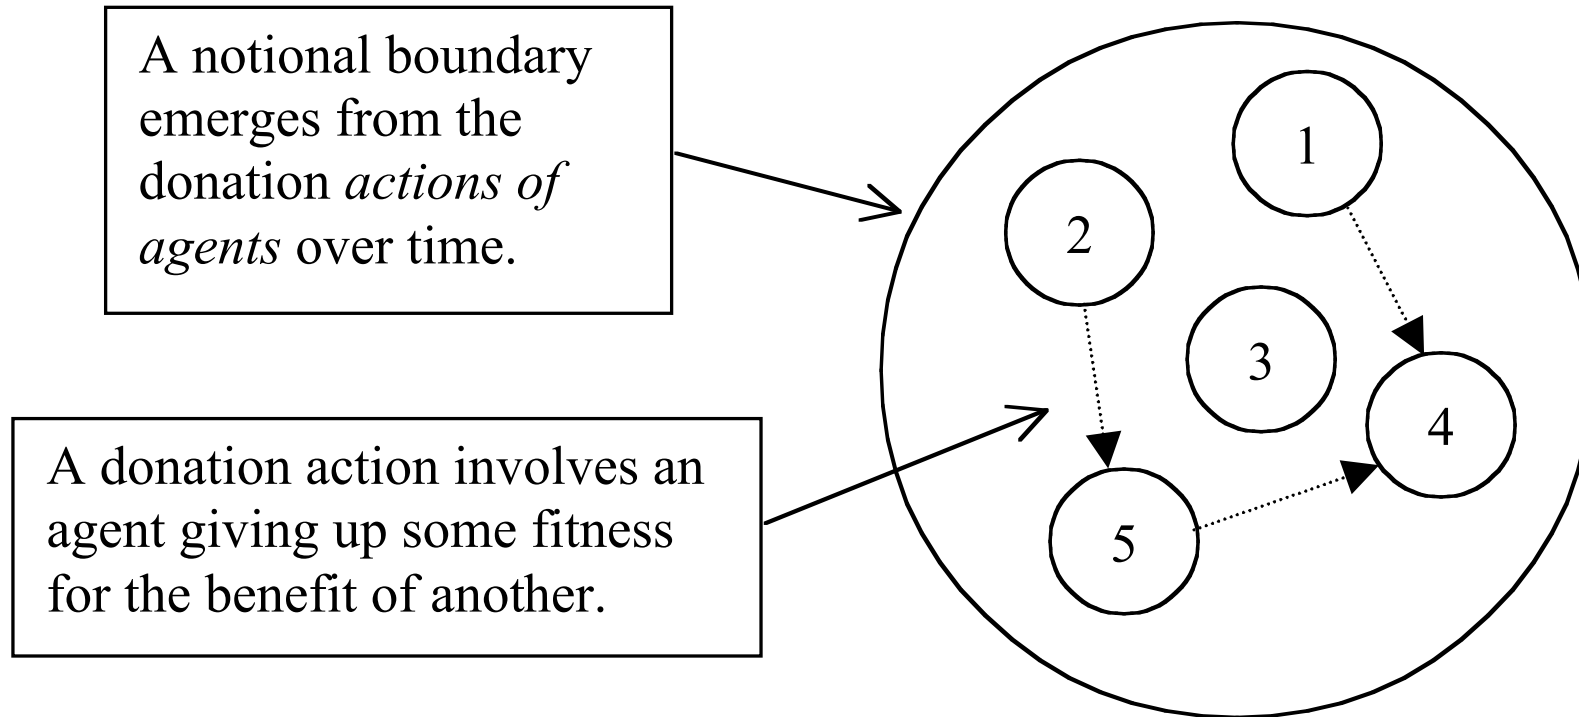 A notional boundary
emerges from the
donation actions of
agents over time.
A donation action involves an
agent giving up some fitness
for the benefit of another.
1
2
3
4
5